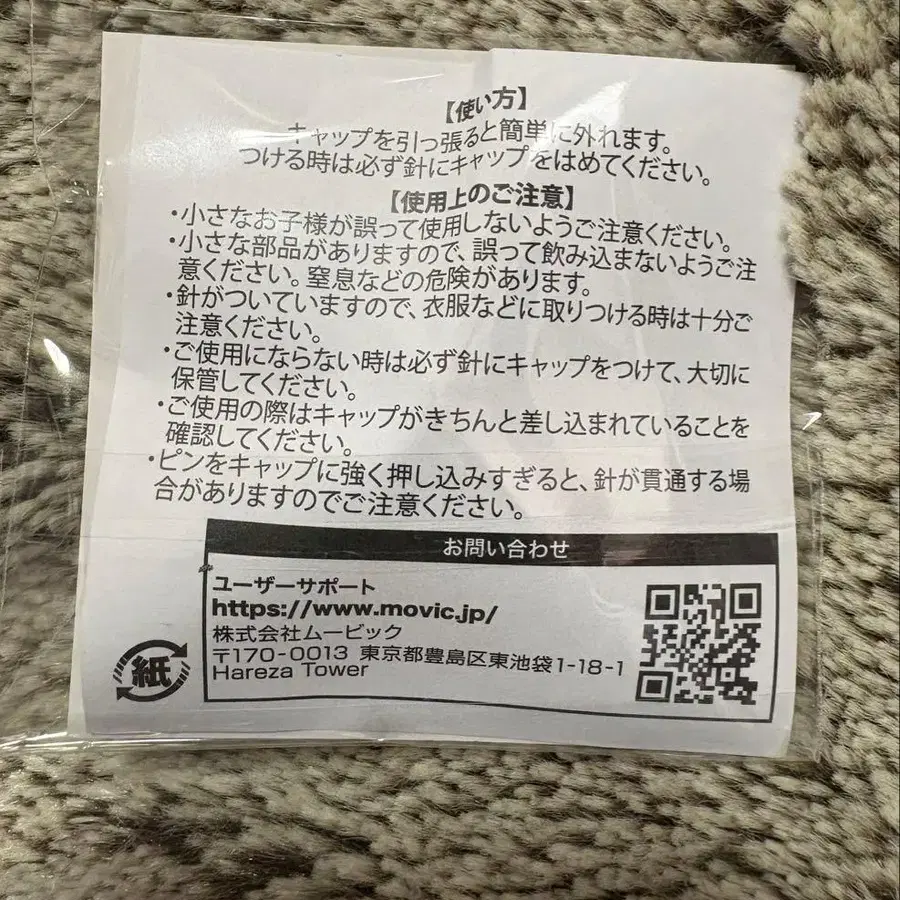 【使い方】
キャップを引っ張ると簡単に外れます。
つける時は必ず針にキャップをはめてください。
【使用上のご注意】
・小さなお子様が誤って使用しないようご注意ください。
・小さな部品がありますので、誤って飲み込まないようご注
意ください。窒息などの危険があります。
・針がついていますので、衣服などに取りつける時は十分ご
注意ください。
・ご使用にならない時は必ず針にキャップをつけて、大切に
保管してください。
・ご使用の際はキャップがきちんと差し込まれていることを
確認してください。
・ピンをキャップに強く押し込みすぎると、針が貫通する場
合がありますのでご注意ください。
お問い合わせ
ユーザーサポート
https://www.movic.jp/
株式会社ムービック
〒170-0013 東京都豊島区東池袋1-18-1
Hareza Tower
紙